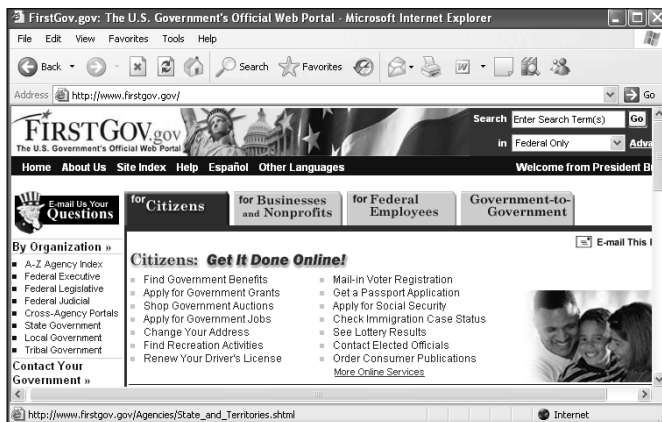 FirstGov.gov: The U.S. Government's Official Web Portal - Microsoft Internet Explorer
File Edit View Favorites Tools Help
Back Search Favorites
Address http://www.firstgov.gov/ Go
FIRSTGOV.gov
The U.S. Government's Official Web Portal
Search Enter Search Term(s) Go
in Federal Only Adva
Home About Us Site Index Help Español Other Languages Welcome from President B
E-mail Us Your
Questions
for Citizens
for Businesses
and Nonprofits
for Federal
Employees
Government-to-
Government
E-mail This
By Organization »
A-Z Agency Index
Federal Executive
Federal Legislative
Federal Judicial
Cross-Agency Portals
State Government
Local Government
Tribal Government
Contact Your
Government »
Citizens: Get It Done Online!
Find Government Benefits
Apply for Government Grants
Shop Government Auctions
Apply for Government Jobs
Change Your Address
Find Recreation Activities
Renew Your Driver's License
Mail-in Voter Registration
Get a Passport Application
Apply for Social Security
Check Immigration Case Status
See Lottery Results
Contact Elected Officials
Order Consumer Publications
More Online Services
http://www.firstgov.gov/Agencies/State_and_Territories.shtml Internet